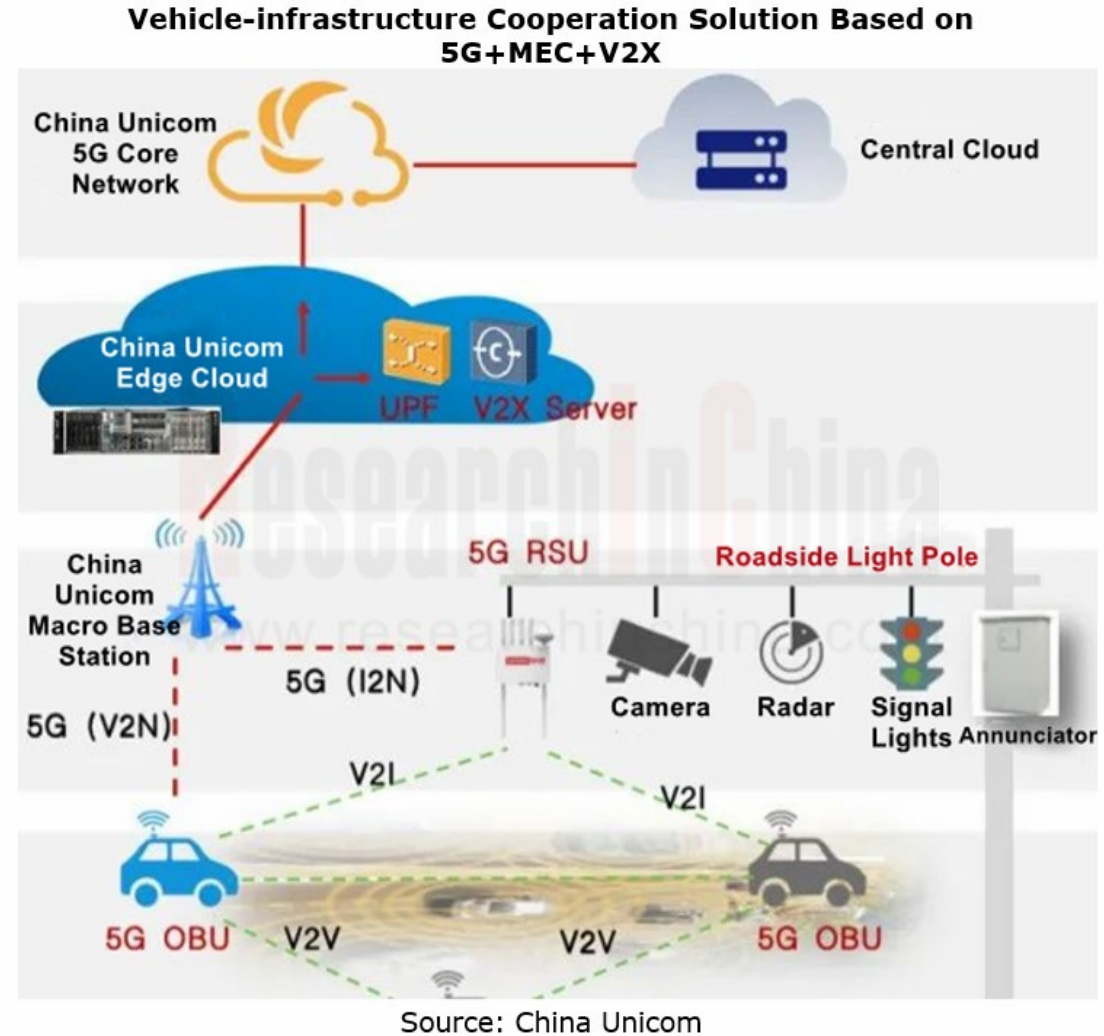 Vehicle-infrastructure Cooperation Solution Based on
5G+MEC+V2X
China Unicom
5G Core
Network
Central Cloud
China Unicom
Edge Cloud
UPF
V2X Server
ResearchInChina
www.researchinchina.co
China
Unicom
Macro Base
Station
5G RSU
Roadside Light Pole
5G (I2N)
5G (V2N)
Camera
Radar
Signal
Lights
Annunciator
V2I
V2I
5G OBU
V2V
V2V
5G OBU
Source: China Unicom